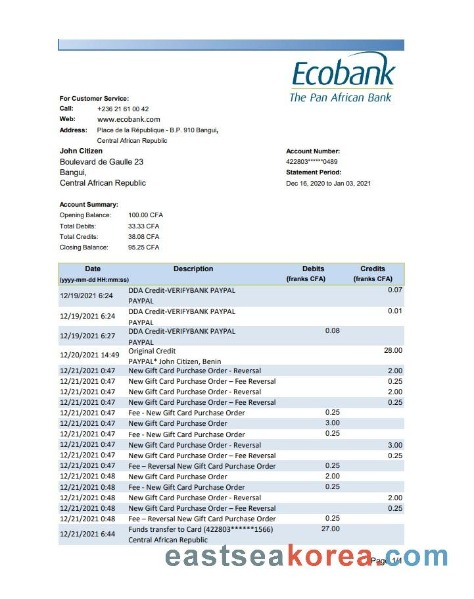 Ecobank
The Pan African Bank
For Customer Service:
Call: +236 21 61 00 42
Web: www.ecobank.com
Address: Place de la République - B.P. 910 Bangui,
Central African Republic
John Citizen
Boulevard de Gaulle 23
Bangui,
Central African Republic
Account Number:
422803******0489
Statement Period:
Dec 16, 2020 to Jan 03, 2021
Account Summary:
Opening Balance: 100.00 CFA
Total Debits: 33.33 CFA
Total Credits: 38.08 CFA
Closing Balance: 95.25 CFA
Date Description Debits Credits
(yyyy-mm-dd HH:mm:ss) (franks CFA) (franks CFA)
12/19/2021 6:24 DDA Credit-VERIFYBANK PAYPAL 0.07
PAYPAL
12/19/2021 6:24 DDA Credit-VERIFYBANK PAYPAL 0.01
PAYPAL
12/19/2021 6:27 DDA Credit-VERIFYBANK PAYPAL 0.08
PAYPAL
12/20/2021 14:49 Original Credit 28.00
PAYPAL* John Citizen, Benin
12/21/2021 0:47 New Gift Card Purchase Order - Reversal 2.00
12/21/2021 0:47 New Gift Card Purchase Order – Fee Reversal 0.25
12/21/2021 0:47 New Gift Card Purchase Order - Reversal 2.00
12/21/2021 0:47 New Gift Card Purchase Order – Fee Reversal 0.25
12/21/2021 0:47 Fee - New Gift Card Purchase Order 0.25
12/21/2021 0:47 New Gift Card Purchase Order 3.00
12/21/2021 0:47 Fee - New Gift Card Purchase Order 0.25
12/21/2021 0:47 New Gift Card Purchase Order - Reversal 3.00
12/21/2021 0:47 New Gift Card Purchase Order – Fee Reversal 0.25
12/21/2021 0:47 Fee – Reversal New Gift Card Purchase Order 0.25
12/21/2021 0:48 New Gift Card Purchase Order 2.00
12/21/2021 0:48 Fee - New Gift Card Purchase Order 0.25
12/21/2021 0:48 New Gift Card Purchase Order - Reversal 2.00
12/21/2021 0:48 New Gift Card Purchase Order – Fee Reversal 0.25
12/21/2021 0:48 Fee – Reversal New Gift Card Purchase Order 0.25
12/21/2021 6:44 Funds transfer to Card (422803******1566) 27.00
Central African Republic
Page 1/1
eastseakorea.com